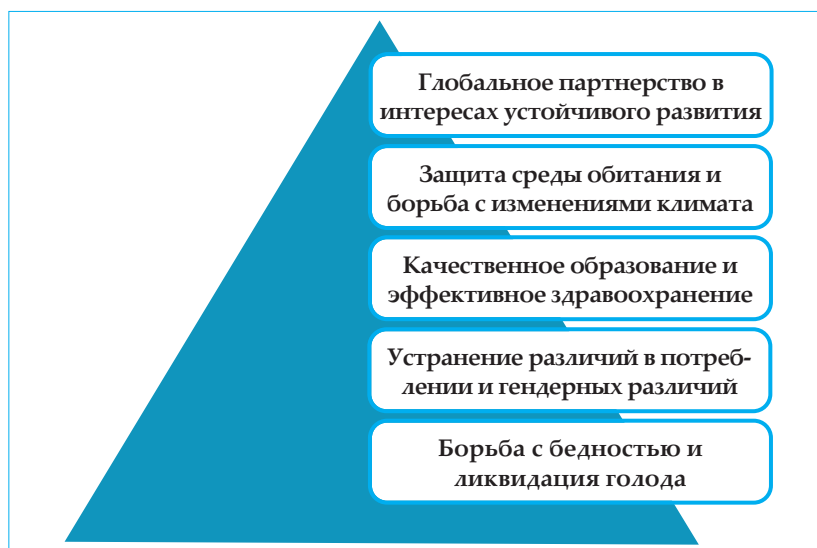 Глобальное партнерство в
интересах устойчивого развития
Защита среды обитания и
борьба с изменениями климата
Качественное образование и
эффективное здравоохранение
Устранение различий в потреб-
лении и гендерных различий
Борьба с бедностью и
ликвидация голода